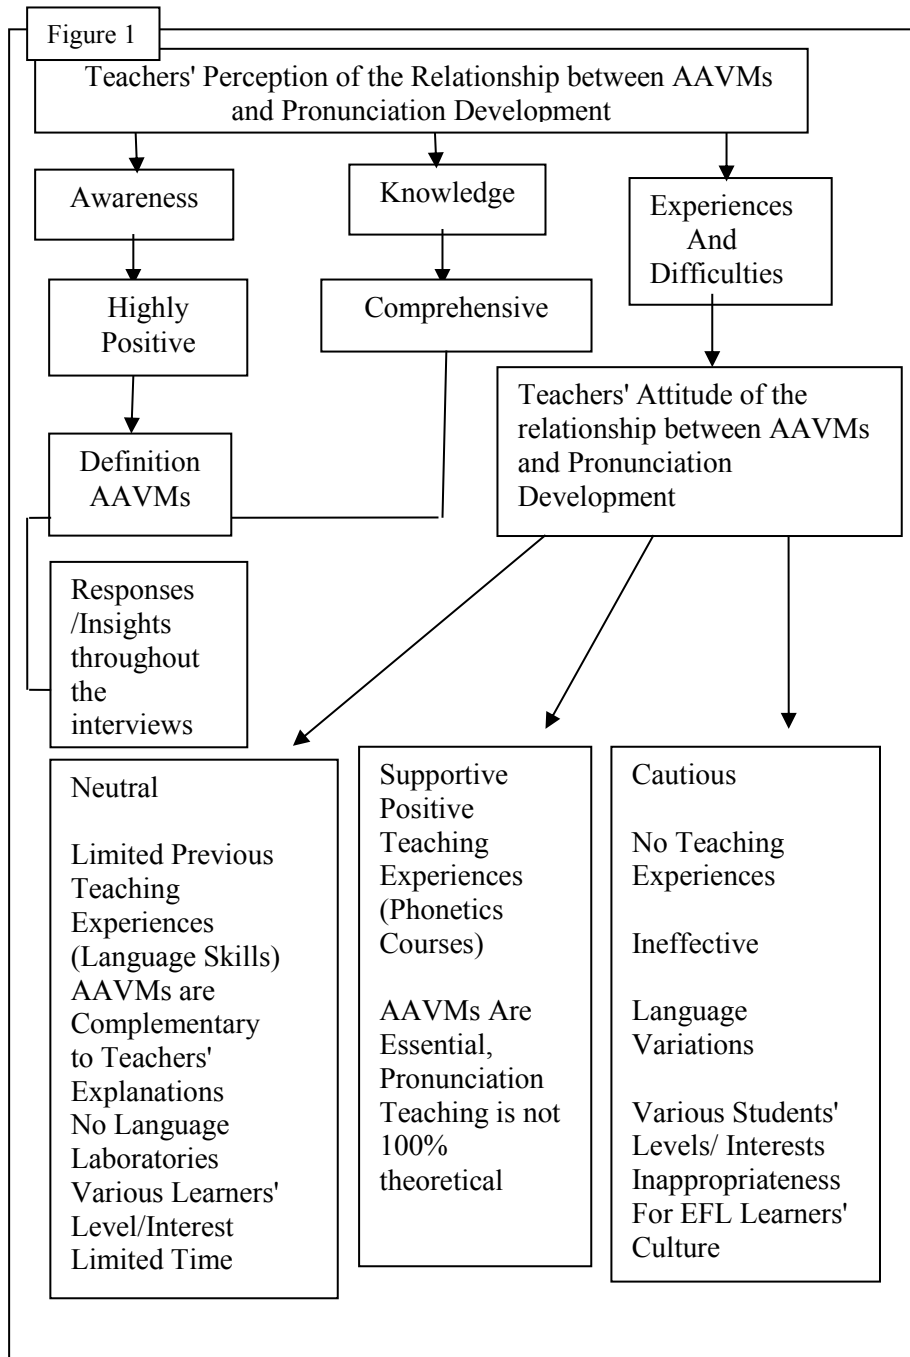 Figure 1
Teachers' Perception of the Relationship between AAVMs
and Pronunciation Development
Awareness
Knowledge
Experiences
And
Difficulties
Highly
Positive
Comprehensive
Teachers' Attitude of the
relationship between AAVMs
and Pronunciation
Development
Definition
AAVMs
Responses
/Insights
throughout
the
interviews
Neutral
Limited Previous
Teaching
Experiences
(Language Skills)
AAVMs are
Complementary
to Teachers'
Explanations
No Language
Laboratories
Various Learners'
Level/Interest
Limited Time
Supportive
Positive
Teaching
Experiences
(Phonetics
Courses)
AAVMs Are
Essential,
Pronunciation
Teaching is not
100%
theoretical
Cautious
No Teaching
Experiences
Ineffective
Language
Variations
Various Students'
Levels/ Interests
Inappropriateness
For EFL Learners'
Culture